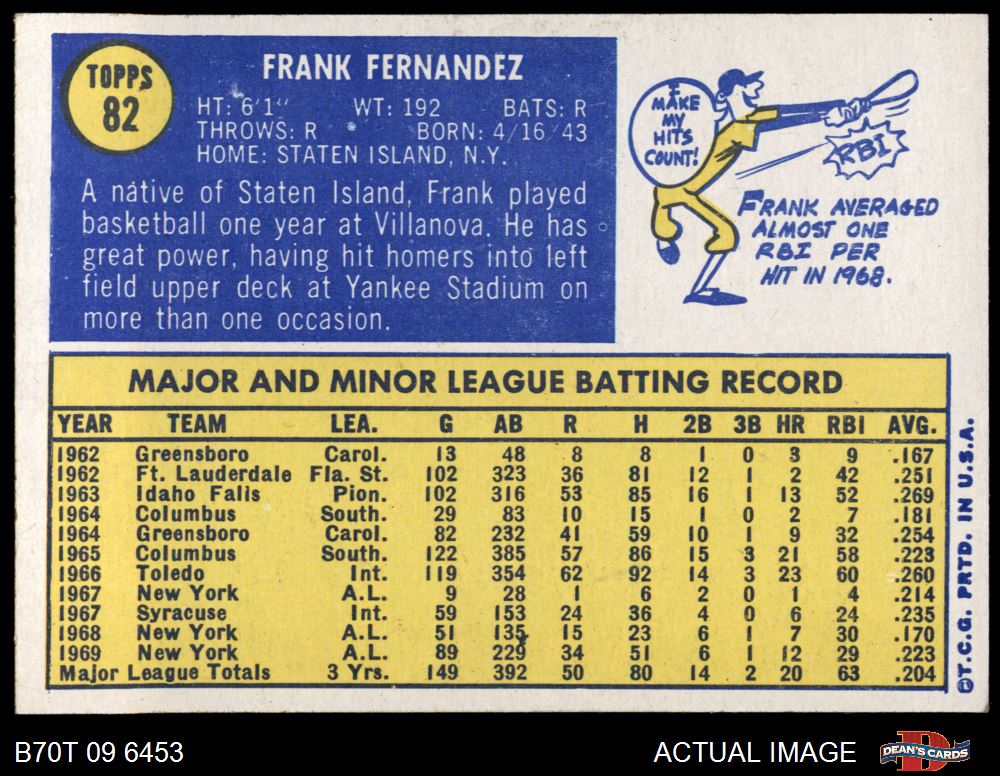 TOPPS
82
FRANK FERNANDEZ
HT: 6'1" WT: 192 BATS: R
THROWS: R BORN: 4/16/43
HOME: STATEN ISLAND, N.Y.
A native of Staten Island, Frank played
basketball one year at Villanova. He has
great power, having hit homers into left
field upper deck at Yankee Stadium on
more than one occasion.
I
MAKE
MY
HITS
COUNT!
RBI
FRANK AVERAGED
ALMOST ONE
RBI PER
HIT IN 1968.
MAJOR AND MINOR LEAGUE BATTING RECORD
YEAR TEAM LEA. G AB R H 2B 3B HR RBI AVG.
1962 Greensboro Carol. 13 48 8 8 1 0 3 9 .167
1962 Ft. Lauderdale Fla. St. 102 323 36 81 12 1 2 42 .251
1963 Idaho Falls Pion. 102 316 53 85 16 1 13 52 .269
1964 Columbus South. 29 83 10 15 1 0 2 7 .181
1964 Greensboro Carol. 82 232 41 59 10 1 9 32 .254
1965 Columbus South. 122 385 57 86 15 3 21 58 .223
1966 Toledo Int. 119 354 62 92 14 3 23 60 .260
1967 New York A.L. 9 28 1 6 2 0 1 4 .214
1967 Syracuse Int. 59 153 24 36 4 0 6 24 .235
1968 New York A.L. 51 135 15 23 6 1 7 30 .170
1969 New York A.L. 89 229 34 51 6 1 12 29 .223
Major League Totals 3 Yrs. 149 392 50 80 14 2 20 63 .204
©T.C.G. PRTD. IN U.S.A.
B70T 09 6453
ACTUAL IMAGE
D
DEAN'S CARDS